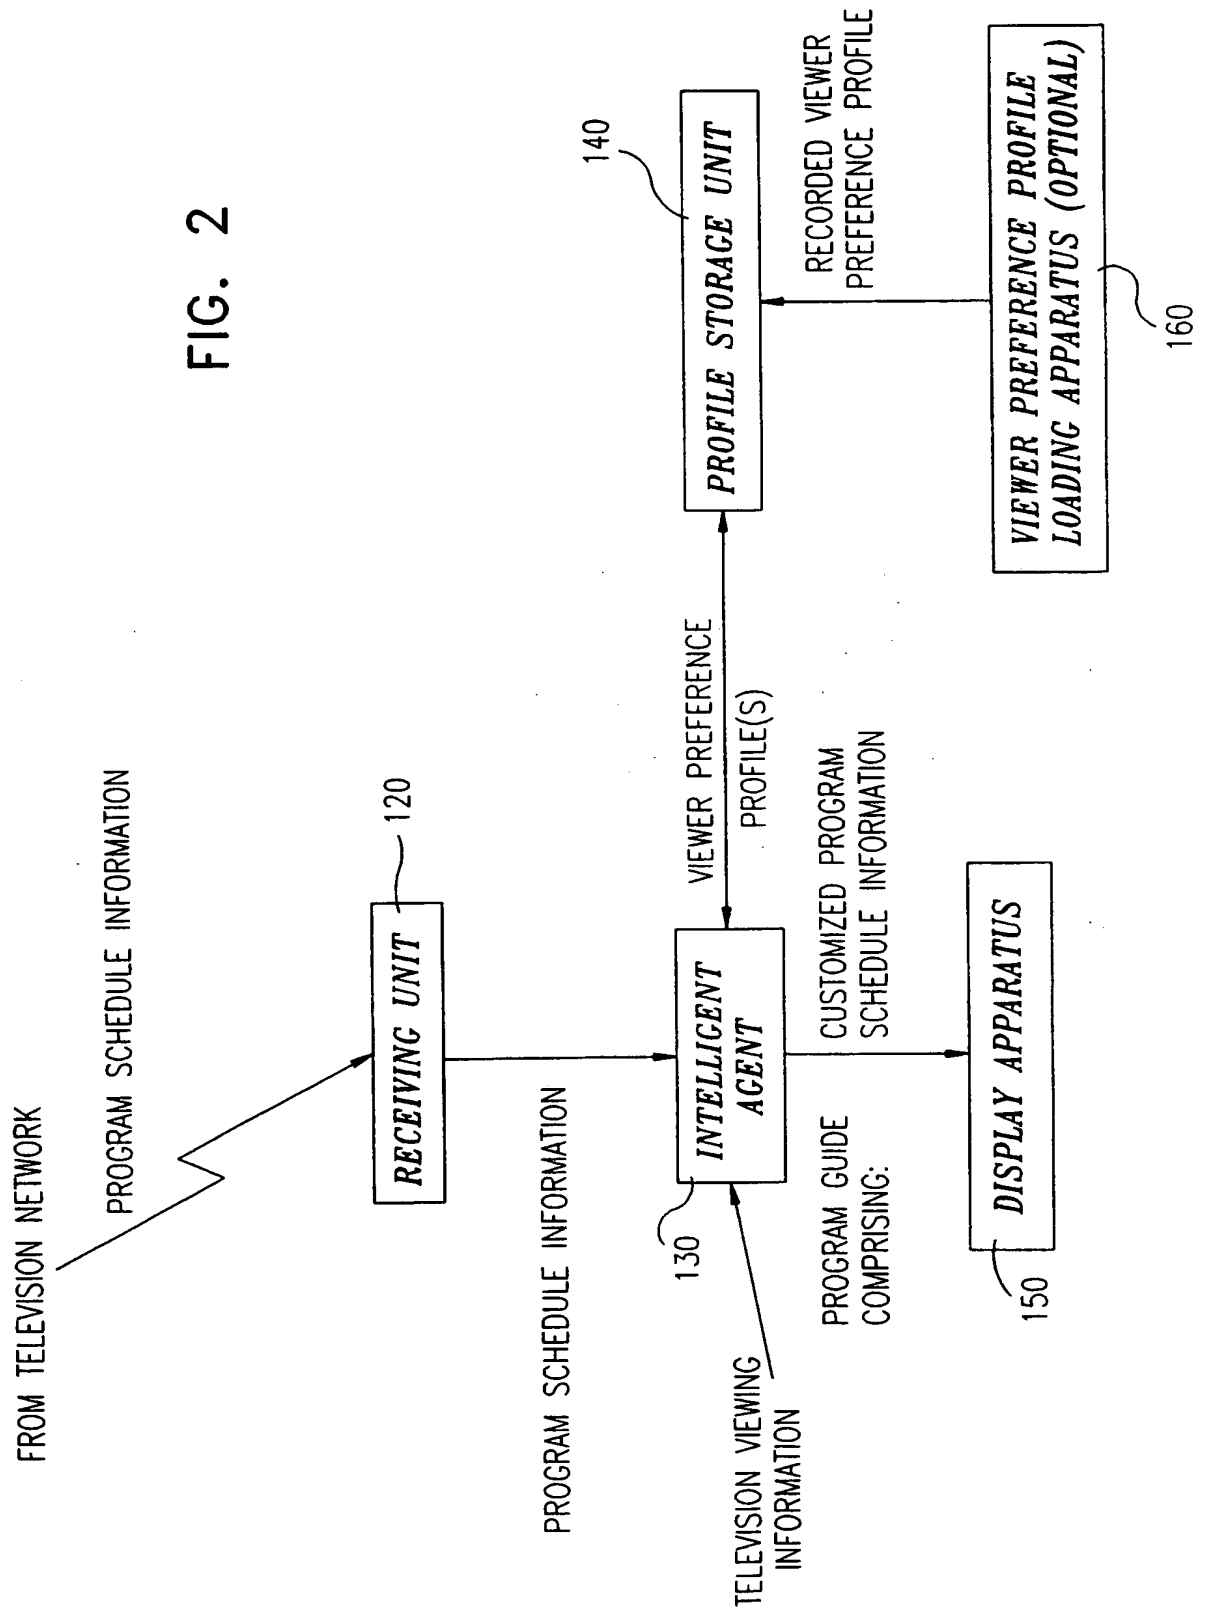 FIG. 2
FROM TELEVISION NETWORK
PROGRAM SCHEDULE INFORMATION
RECEIVING UNIT
120
PROGRAM SCHEDULE INFORMATION
TELEVISION VIEWING
INFORMATION
130
INTELLIGENT
AGENT
VIEWER PREFERENCE
PROFILE(S)
140
PROFILE STORAGE UNIT
PROGRAM GUIDE
COMPRISING:
CUSTOMIZED PROGRAM
SCHEDULE INFORMATION
RECORDED VIEWER
PREFERENCE PROFILE
150
DISPLAY APPARATUS
VIEWER PREFERENCE PROFILE
LOADING APPARATUS (OPTIONAL)
160